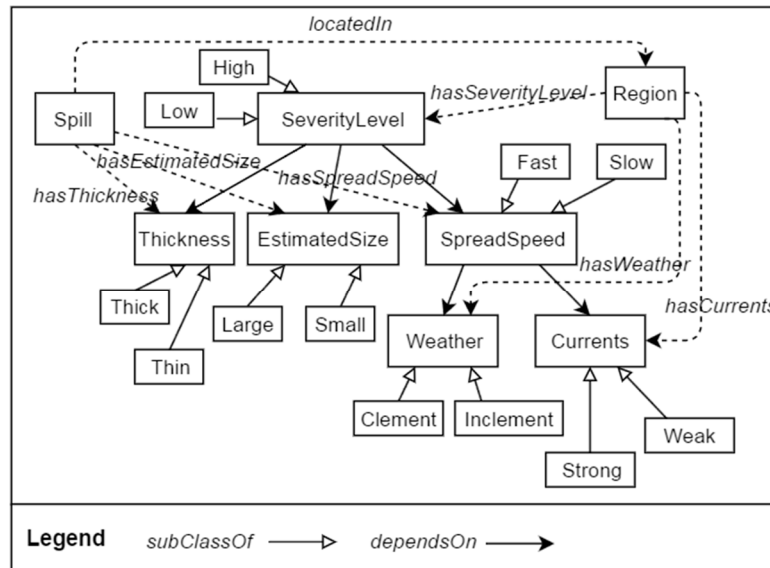 locatedIn
High
hasSeverityLevel
Region
Low
Spill
SeverityLevel
hasEstimatedSize
Fast
Slow
hasSpreadSpeed
hasThickness
Thickness
EstimatedSize
SpreadSpeed
hasWeather
Thick
Large
Small
hasCurrents
Weather
Currents
Thin
Clement
Inclement
Weak
Strong
Legend
subClassOf
dependsOn